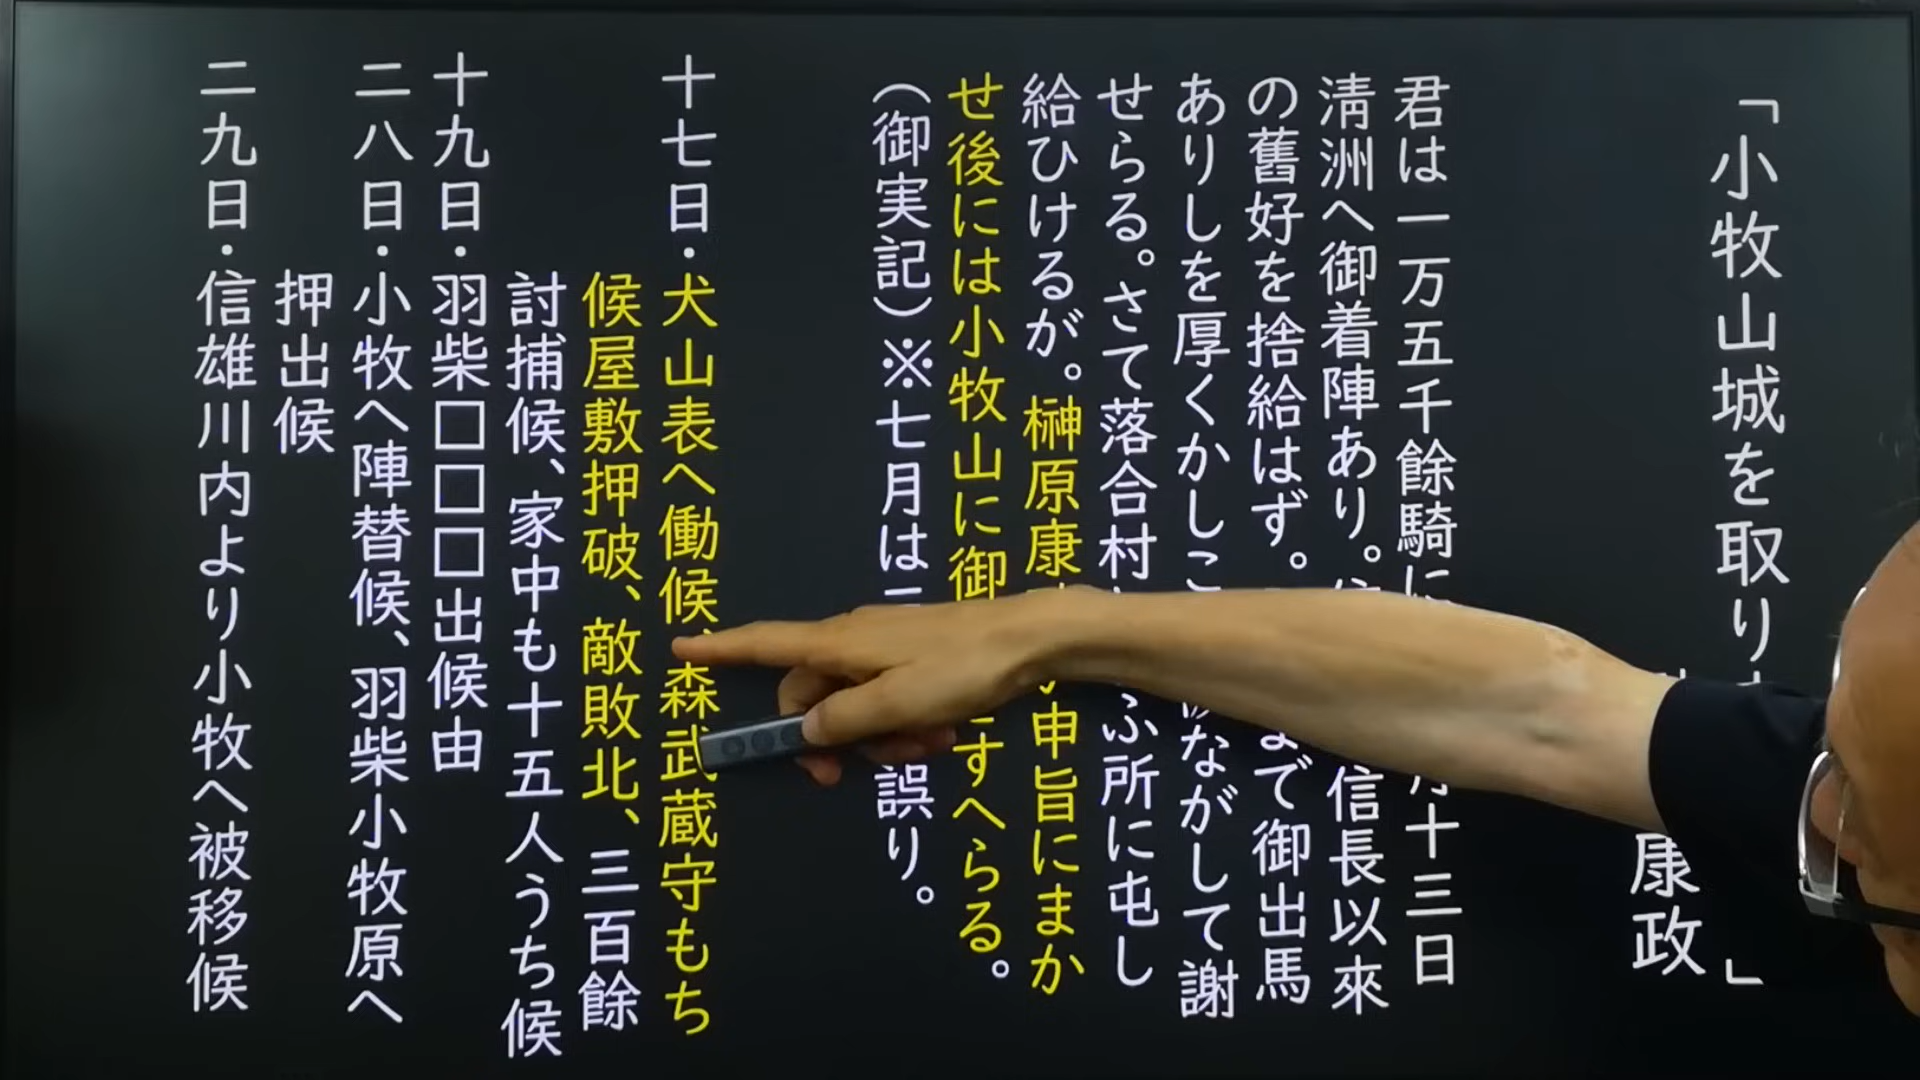 「小牧山城を取り 」
康政
君は一万五千餘騎に 月十三日
淸洲へ御着陣あり。 信長以來
の舊好を捨給はず。 まで御出馬
ありしを厚くかしこ ながして謝
せらる。さて落合村 ふ所に屯し
給ひけるが。榊原康 申旨にまか
せ後には小牧山に御 すへらる。
(御実記)※七月は 誤り。
十七日・犬山表へ働候、森武蔵守もち
候屋敷押破、敵敗北、三百餘
討捕候、家中も十五人うち候
十九日・羽柴□□□出候由
二八日・小牧へ陣替候、羽柴小牧原へ
押出候
二九日・信雄川内より小牧へ被移候